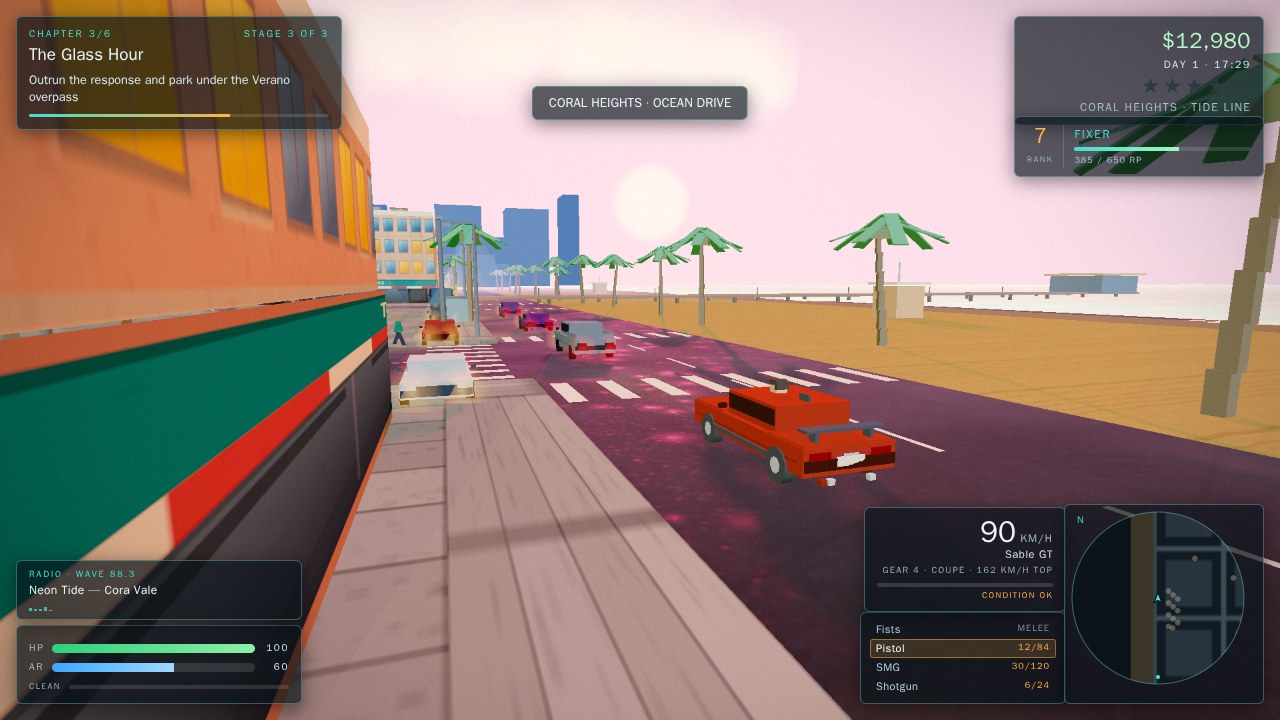 CHAPTER 3/6
STAGE 3 OF 3
The Glass Hour
Outrun the response and park under the Verano
overpass
CORAL HEIGHTS · OCEAN DRIVE
$12,980
DAY 1 · 17:29
★★★
CORAL HEIGHTS · TIDE LINE
7
RANK
FIXER
385 / 650 RP
RADIO · WAVE 88.3
Neon Tide — Cora Vale
HP 100
AR 60
CLEAN
90 KM/H
Sable GT
GEAR 4 · COUPE · 162 KM/H TOP
CONDITION OK
Fists MELEE
Pistol 12/84
SMG 30/120
Shotgun 6/24
N